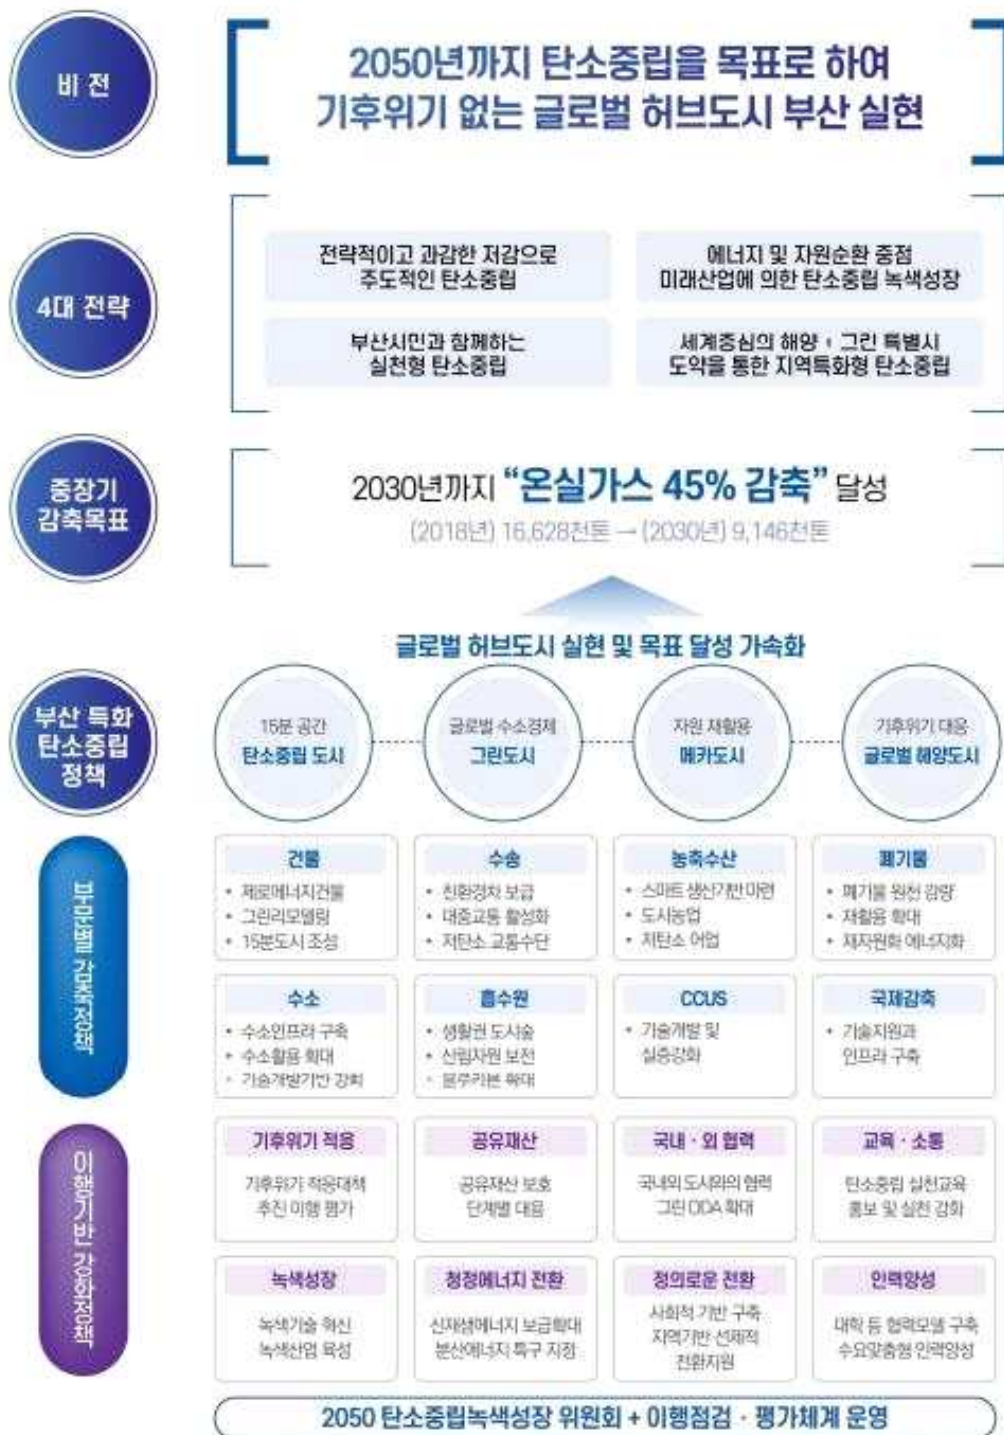 비 전
2050년까지 탄소중립을 목표로 하여
기후위기 없는 글로벌 허브도시 부산 실현
4대 전략
전략적이고 과감한 저감으로
주도적인 탄소중립
에너지 및 자원순환 중점
미래산업에 의한 탄소중립 녹색성장
부산시민과 함께하는
실천형 탄소중립
세계중심의 해양 · 그린 특별시
도약을 통한 지역특화형 탄소중립
중장기
감축목표
2030년까지 “온실가스 45% 감축” 달성
(2018년) 16,628천톤 → (2030년) 9,146천톤
글로벌 허브도시 실현 및 목표 달성 가속화
부산 특화
탄소중립
정책
15분 공간
탄소중립 도시
글로벌 수소경제
그린도시
자원 재활용
메카도시
기후위기 대응
글로벌 해양도시
부문별 감축정책
건물
• 제로에너지건물
• 그린리모델링
• 15분도시 조성
수송
• 친환경차 보급
• 대중교통 활성화
• 저탄소 교통수단
농축수산
• 스마트 생산기반 마련
• 도시농업
• 저탄소 어업
폐기물
• 폐기물 원천 감량
• 재활용 확대
• 재자원화 에너지화
수소
• 수소인프라 구축
• 수소활용 확대
• 기술개발기반 강화
흡수원
• 생활권 도시숲
• 산림자원 보전
• 블루카본 확대
CCUS
• 기술개발 및
실증강화
국제감축
• 기술지원과
인프라 구축
이행기반 강화정책
기후위기 적응
기후위기 적응대책
추진 이행 평가
공유재산
공유재산 보호
단계별 대응
국내 · 외 협력
국내외 도시와의 협력
그린 ODA 확대
교육 · 소통
탄소중립 실천교육
홍보 및 실천 강화
녹색성장
녹색기술 혁신
녹색산업 육성
청정에너지 전환
신재생에너지 보급확대
분산에너지 특구 지정
정의로운 전환
사회적 기반 구축
지역기반 선제적
전환지원
인력양성
대학 등 협력모델 구축
수요맞춤형 인력양성
2050 탄소중립녹색성장 위원회 + 이행점검 · 평가체계 운영